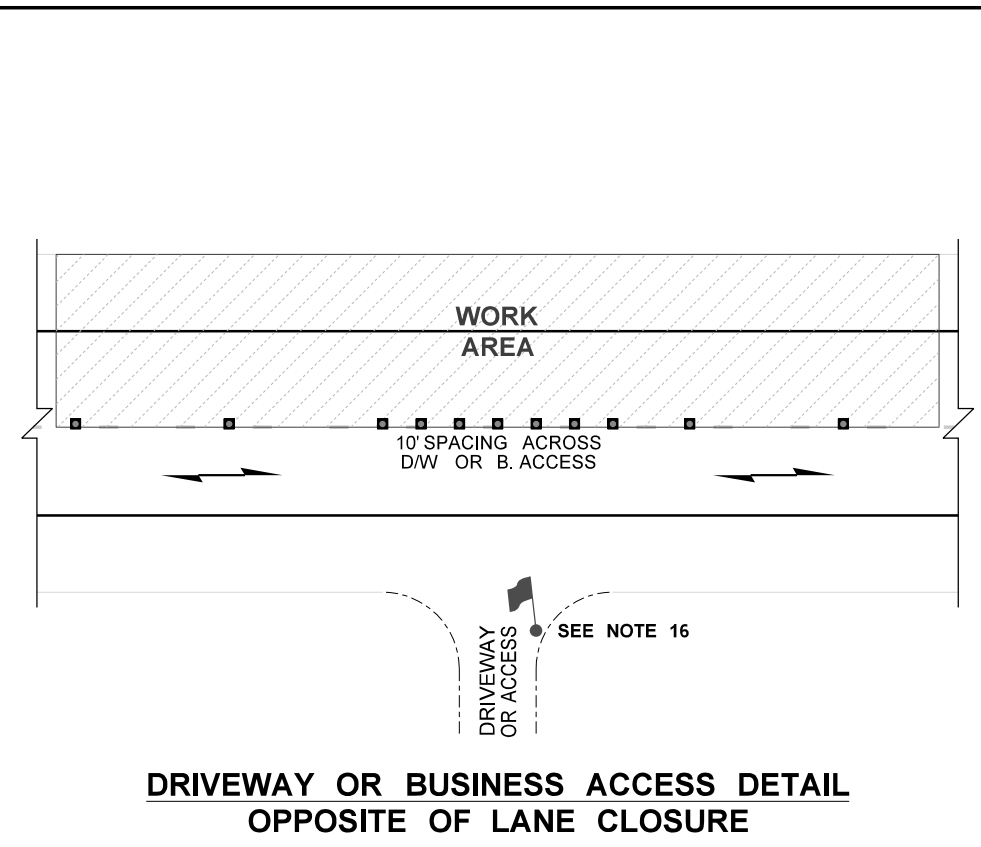 WORK
AREA
10' SPACING ACROSS
D/W OR B. ACCESS
SEE NOTE 16
DRIVEWAY
OR ACCESS
DRIVEWAY OR BUSINESS ACCESS DETAIL
OPPOSITE OF LANE CLOSURE